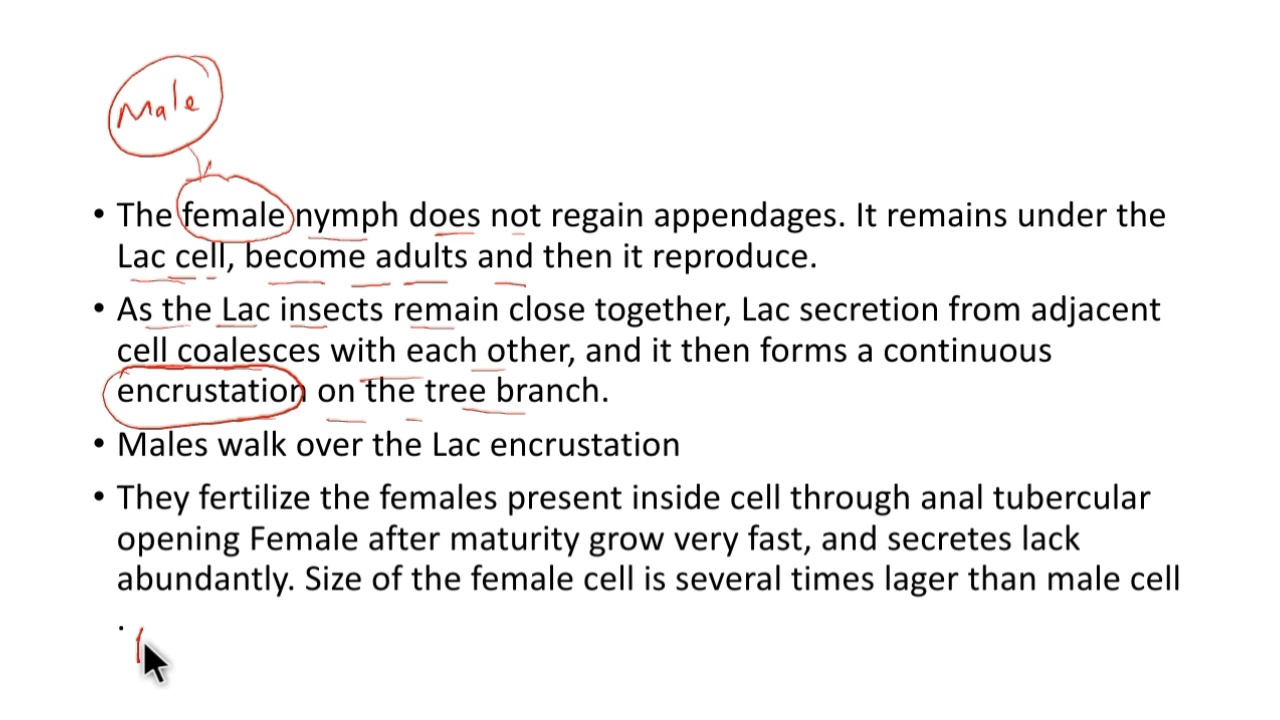 Male
• The female nymph does not regain appendages. It remains under the
Lac cell, become adults and then it reproduce.
• As the Lac insects remain close together, Lac secretion from adjacent
cell coalesces with each other, and it then forms a continuous
encrustation on the tree branch.
• Males walk over the Lac encrustation
• They fertilize the females present inside cell through anal tubercular
opening Female after maturity grow very fast, and secretes lack
abundantly. Size of the female cell is several times lager than male cell
.